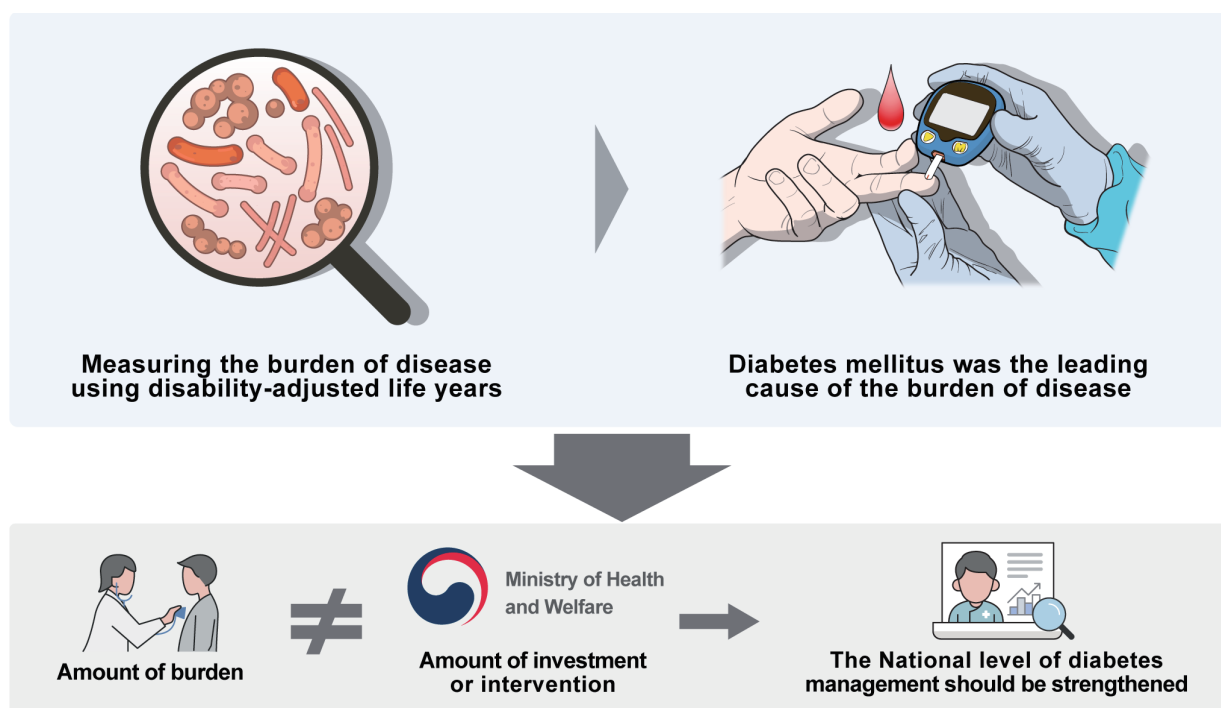 Measuring the burden of disease
using disability-adjusted life years
Diabetes mellitus was the leading
cause of the burden of disease
Amount of burden
≠
Ministry of Health
and Welfare
Amount of investment
or intervention
The National level of diabetes
management should be strengthened